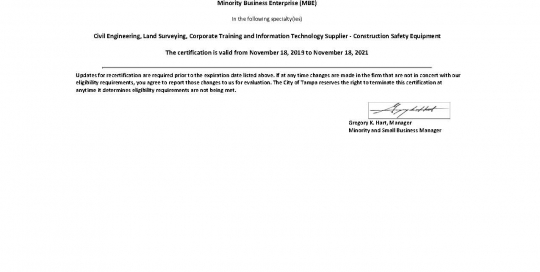 Minority Business Enterprise (MBE)
In the following specialty(ies)
Civil Engineering, Land Surveying, Corporate Training and Information Technology Supplier - Construction Safety Equipment
The certification is valid from November 18, 2019 to November 18, 2021
Updates for recertification are required prior to the expiration date listed above. If at any time changes are made in the firm that are not in concert with our
eligibility requirements, you agree to report those changes to us for evaluation. The City of Tampa reserves the right to terminate this certification at
anytime it determines eligibility requirements are not being met.
Gregory K. Hart, Manager
Minority and Small Business Manager